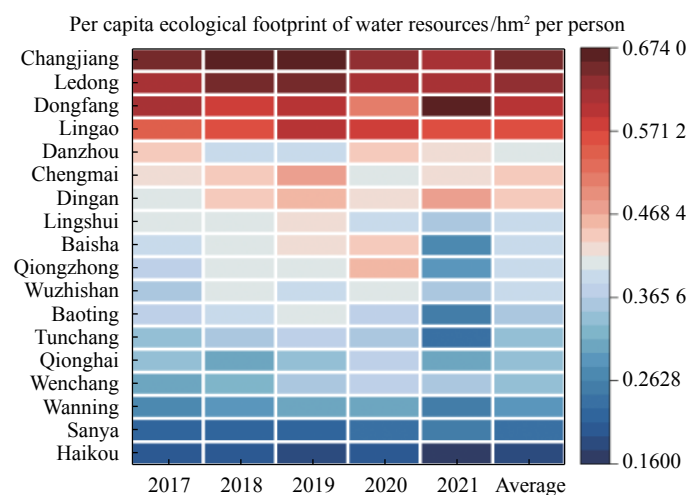 Per capita ecological footprint of water resources/hm² per person
Changjiang
Ledong
Dongfang
Lingao
Danzhou
Chengmai
Dingan
Lingshui
Baisha
Qiongzhong
Wuzhishan
Baoting
Tunchang
Qionghai
Wenchang
Wanning
Sanya
Haikou
2017 2018 2019 2020 2021 Average
0.674 0
0.571 2
0.468 4
0.365 6
0.2628
0.1600